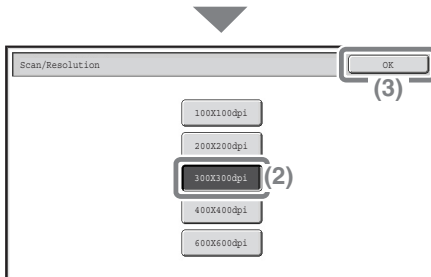 Scan/Resolution
OK
(3)
100X100dpi
200X200dpi
300X300dpi
(2)
400X400dpi
600X600dpi